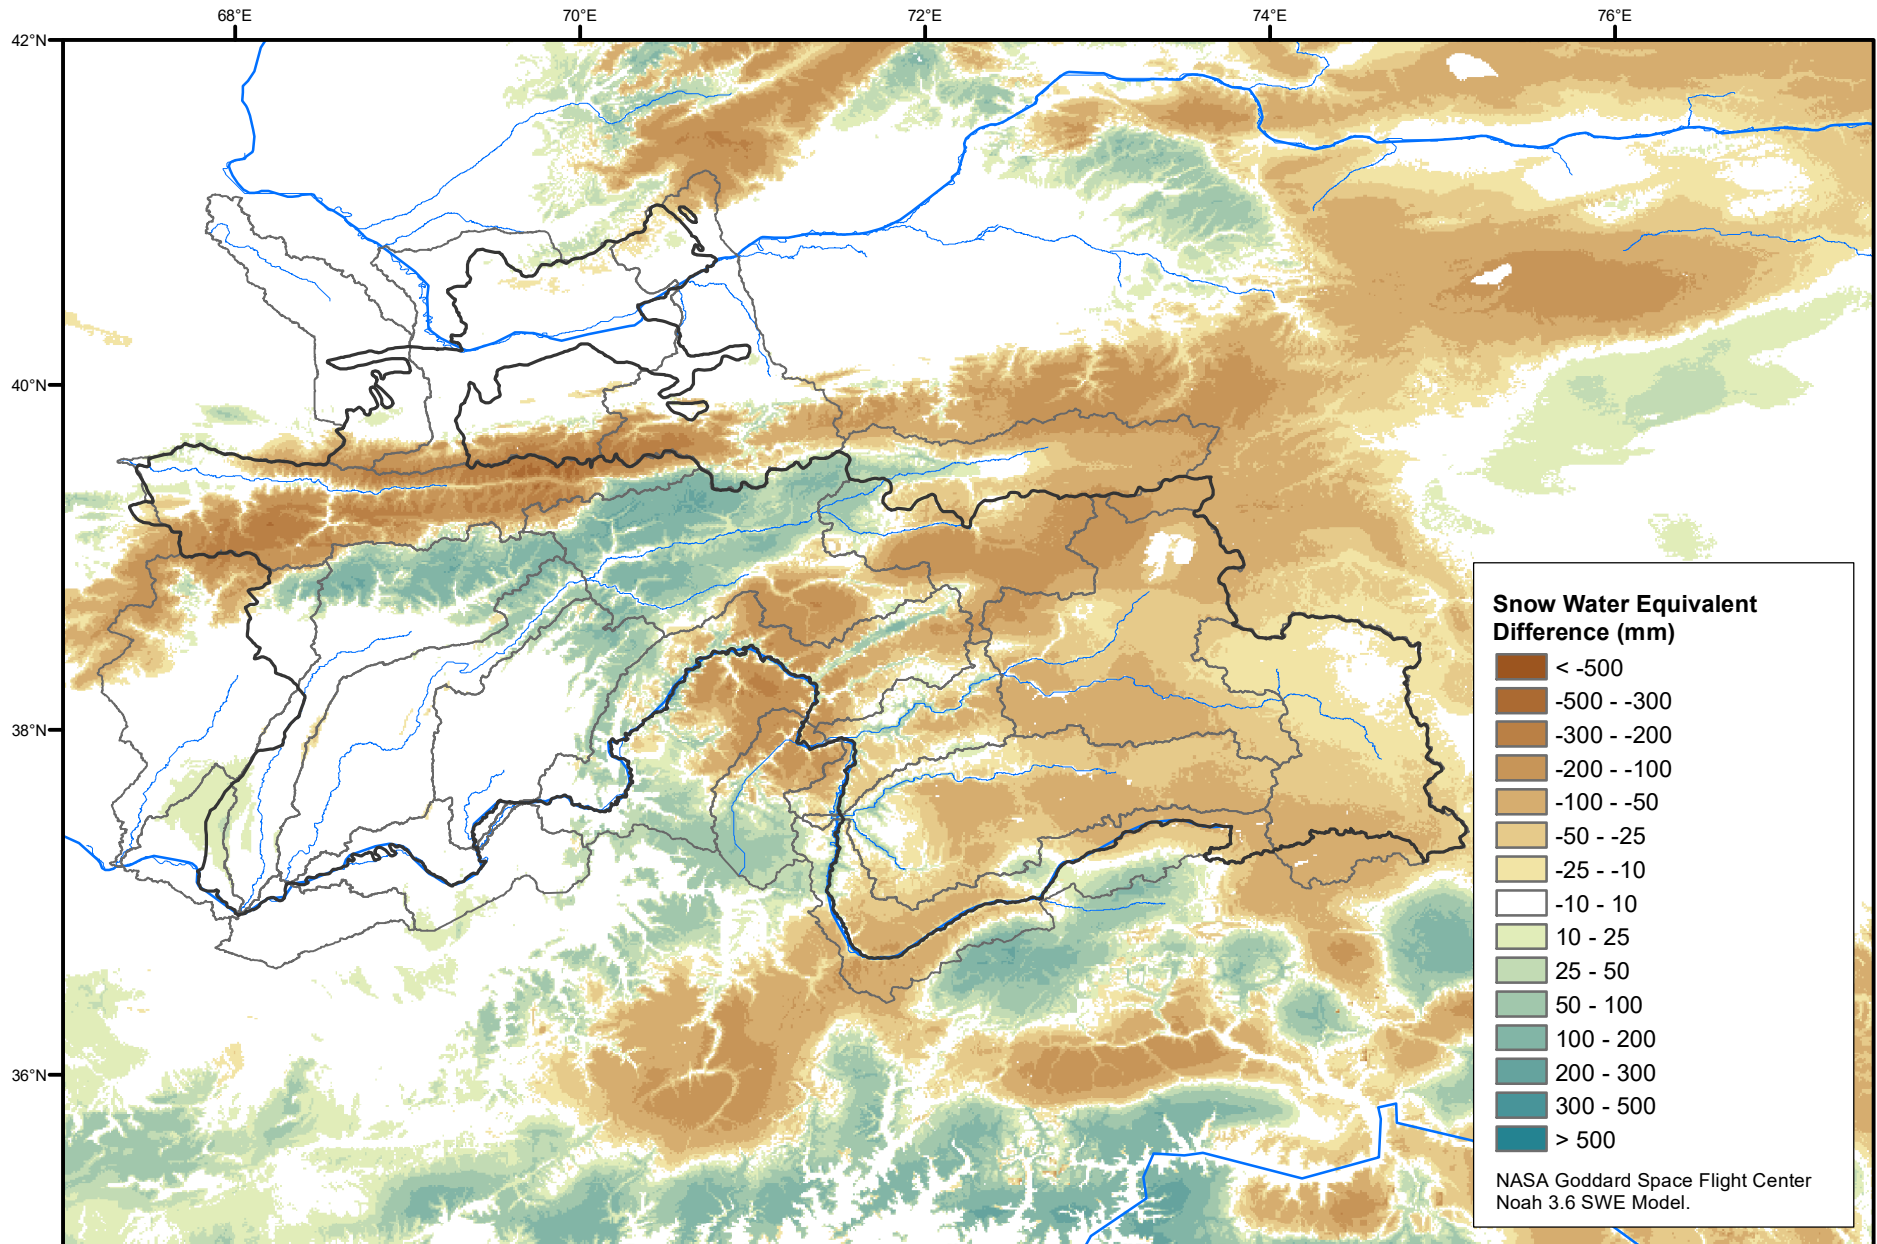 68°E
70°E
72°E
74°E
76°E
42°N
40°N
38°N
36°N
Snow Water Equivalent
Difference (mm)
< -500
-500 - -300
-300 - -200
-200 - -100
-100 - -50
-50 - -25
-25 - -10
-10 - 10
10 - 25
25 - 50
50 - 100
100 - 200
200 - 300
300 - 500
> 500
NASA Goddard Space Flight Center
Noah 3.6 SWE Model.